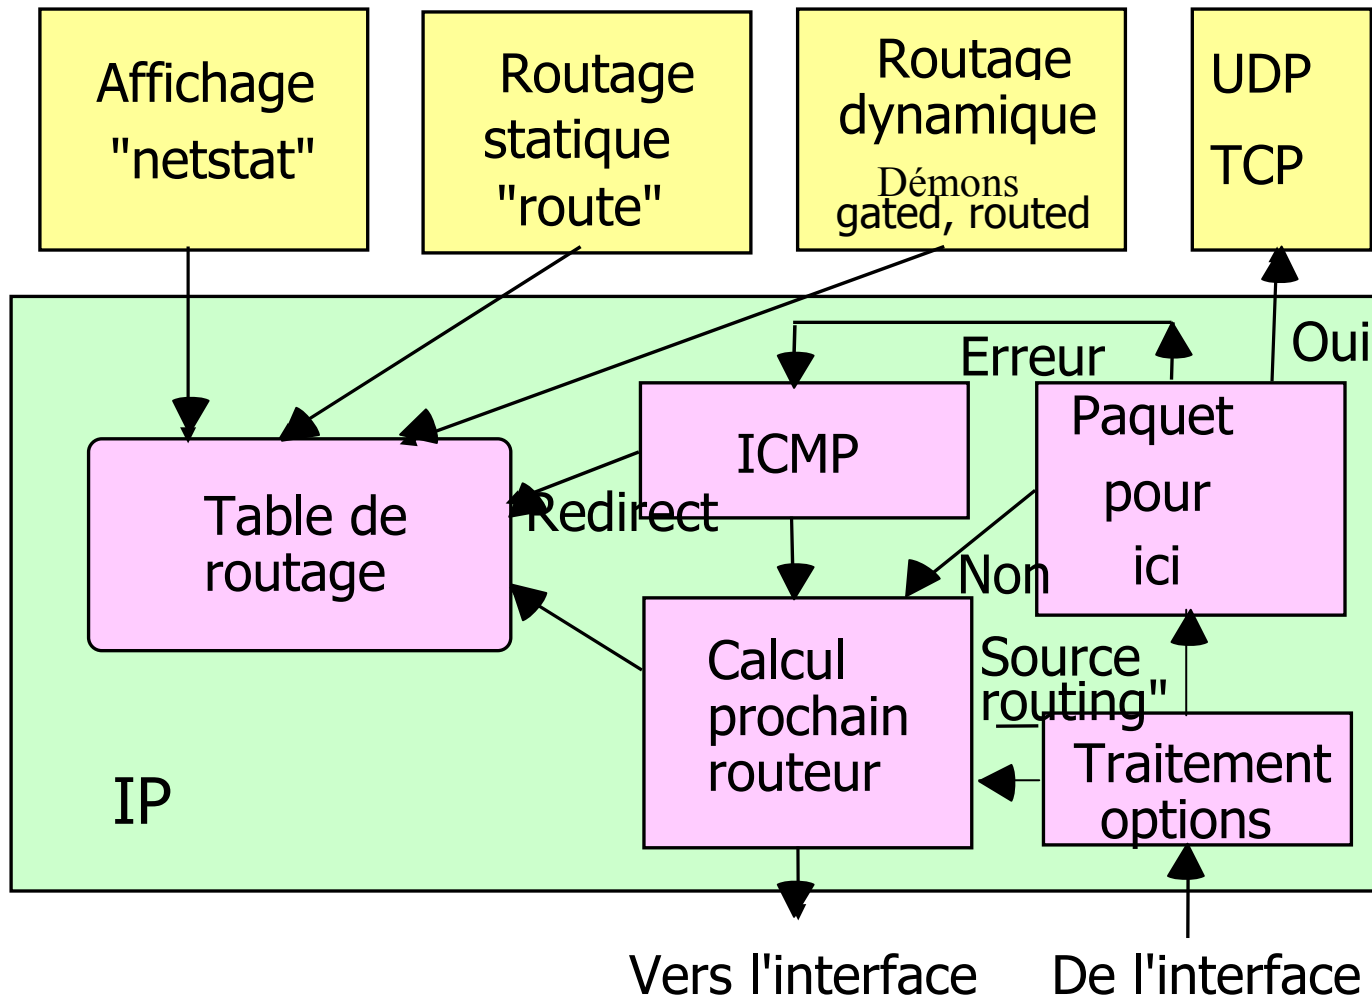 Affichage
"netstat"
Routage
statique
"route"
Routage
dynamique
Démons
gated, routed
UDP
TCP
Oui
Erreur
Paquet
pour
ici
ICMP
Redirect
Table de
routage
Non
Calcul
prochain
routeur
Source
routing"
Traitement
options
IP
Vers l'interface
De l'interface